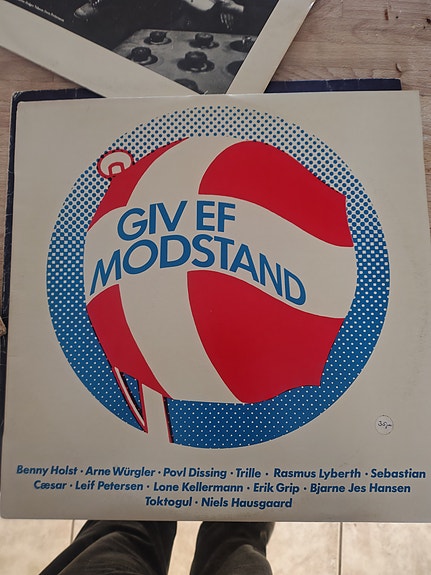 GIV EF
MODSTAND
Benny Holst · Arne Würgler · Povl Dissing · Trille · Rasmus Lyberth · Sebastian
Cæsar · Leif Petersen · Lone Kellermann · Erik Grip · Bjarne Jes Hansen
Toktogul · Niels Hausgaard